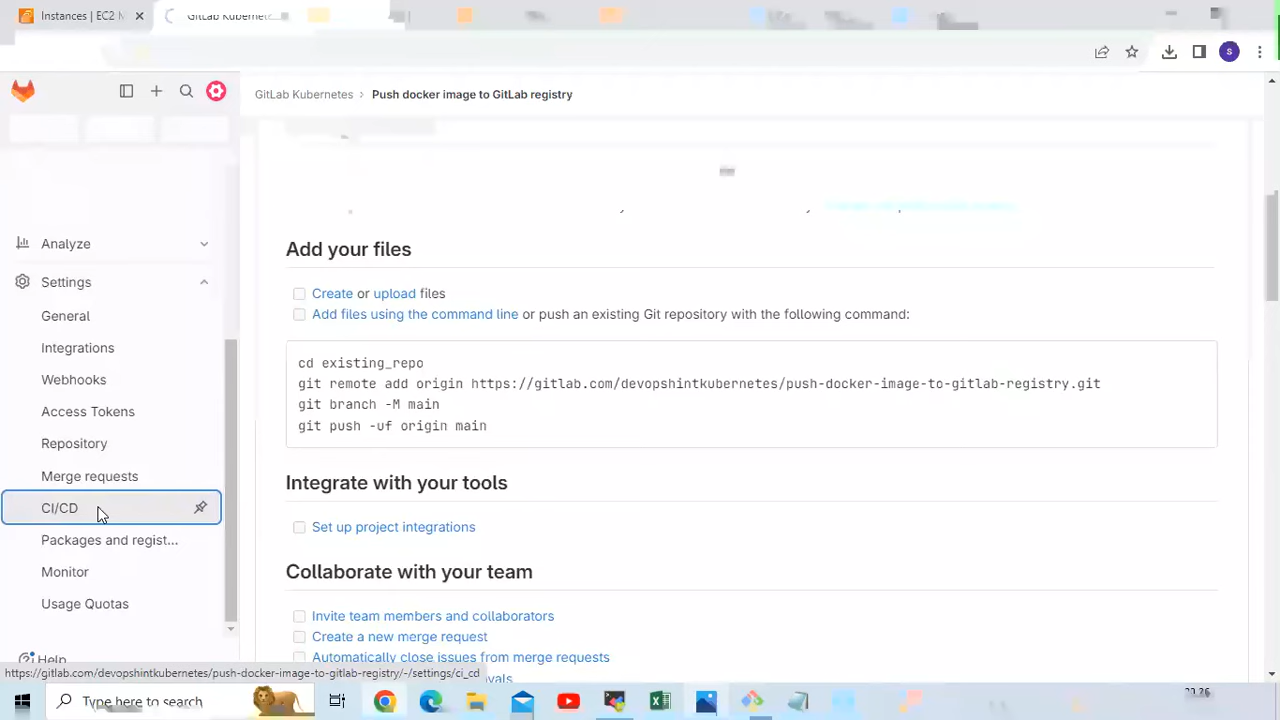 Instances | EC2 M
GitLab Kubernet
S
GitLab Kubernetes › Push docker image to GitLab registry
Analyze
Settings
General
Integrations
Webhooks
Access Tokens
Repository
Merge requests
CI/CD
Packages and regist...
Monitor
Usage Quotas
Help
Add your files
Create or upload files
Add files using the command line or push an existing Git repository with the following command:
cd existing_repo
git remote add origin https://gitlab.com/devopshintkubernetes/push-docker-image-to-gitlab-registry.git
git branch -M main
git push -uf origin main
Integrate with your tools
Set up project integrations
Collaborate with your team
Invite team members and collaborators
Create a new merge request
Automatically close issues from merge requests
https://gitlab.com/devopshintkubernetes/push-docker-image-to-gitlab-registry/-/settings/ci_cd
Type here to search